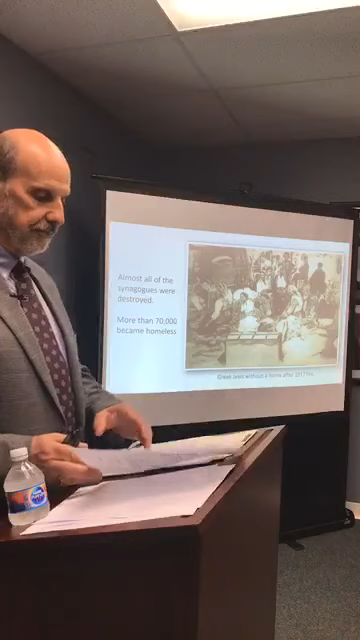 Almost all of the
synagogues were
destroyed.
More than 70,000
became homeless
Greek Jews without a home after 1917 fire